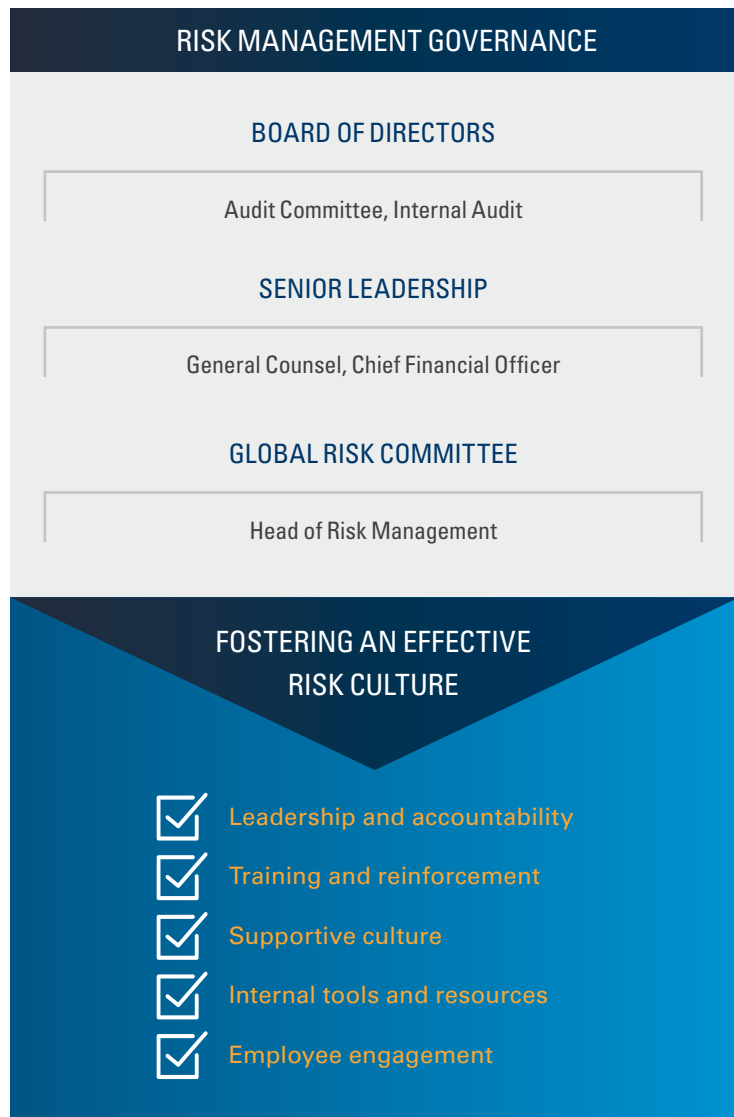 RISK MANAGEMENT GOVERNANCE
BOARD OF DIRECTORS
Audit Committee, Internal Audit
SENIOR LEADERSHIP
General Counsel, Chief Financial Officer
GLOBAL RISK COMMITTEE
Head of Risk Management
FOSTERING AN EFFECTIVE
RISK CULTURE
Leadership and accountability
Training and reinforcement
Supportive culture
Internal tools and resources
Employee engagement